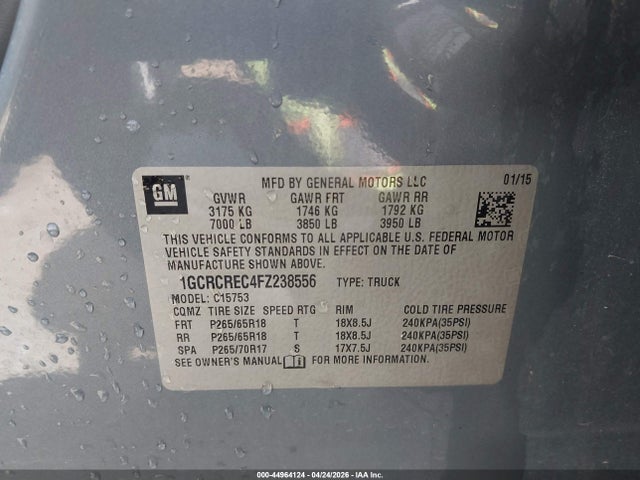 GM
MFD BY GENERAL MOTORS LLC 01/15
GVWR GAWR FRT GAWR RR
3175 KG 1746 KG 1792 KG
7000 LB 3850 LB 3950 LB
THIS VEHICLE CONFORMS TO ALL APPLICABLE U.S. FEDERAL MOTOR
VEHICLE SAFETY STANDARDS IN EFFECT ON THE DATE OF
MANUFACTURE SHOWN ABOVE.
1GCRCREC4FZ238556 TYPE: TRUCK
MODEL: C15753
CQMZ TIRE SIZE SPEED RTG RIM COLD TIRE PRESSURE
FRT P265/65R18 T 18X8.5J 240KPA(35PSI)
RR P265/65R18 T 18X8.5J 240KPA(35PSI)
SPA P265/70R17 S 17X7.5J 240KPA(35PSI)
SEE OWNER'S MANUAL FOR MORE INFORMATION.
000-44964124 - 04/24/2026 - IAA Inc.